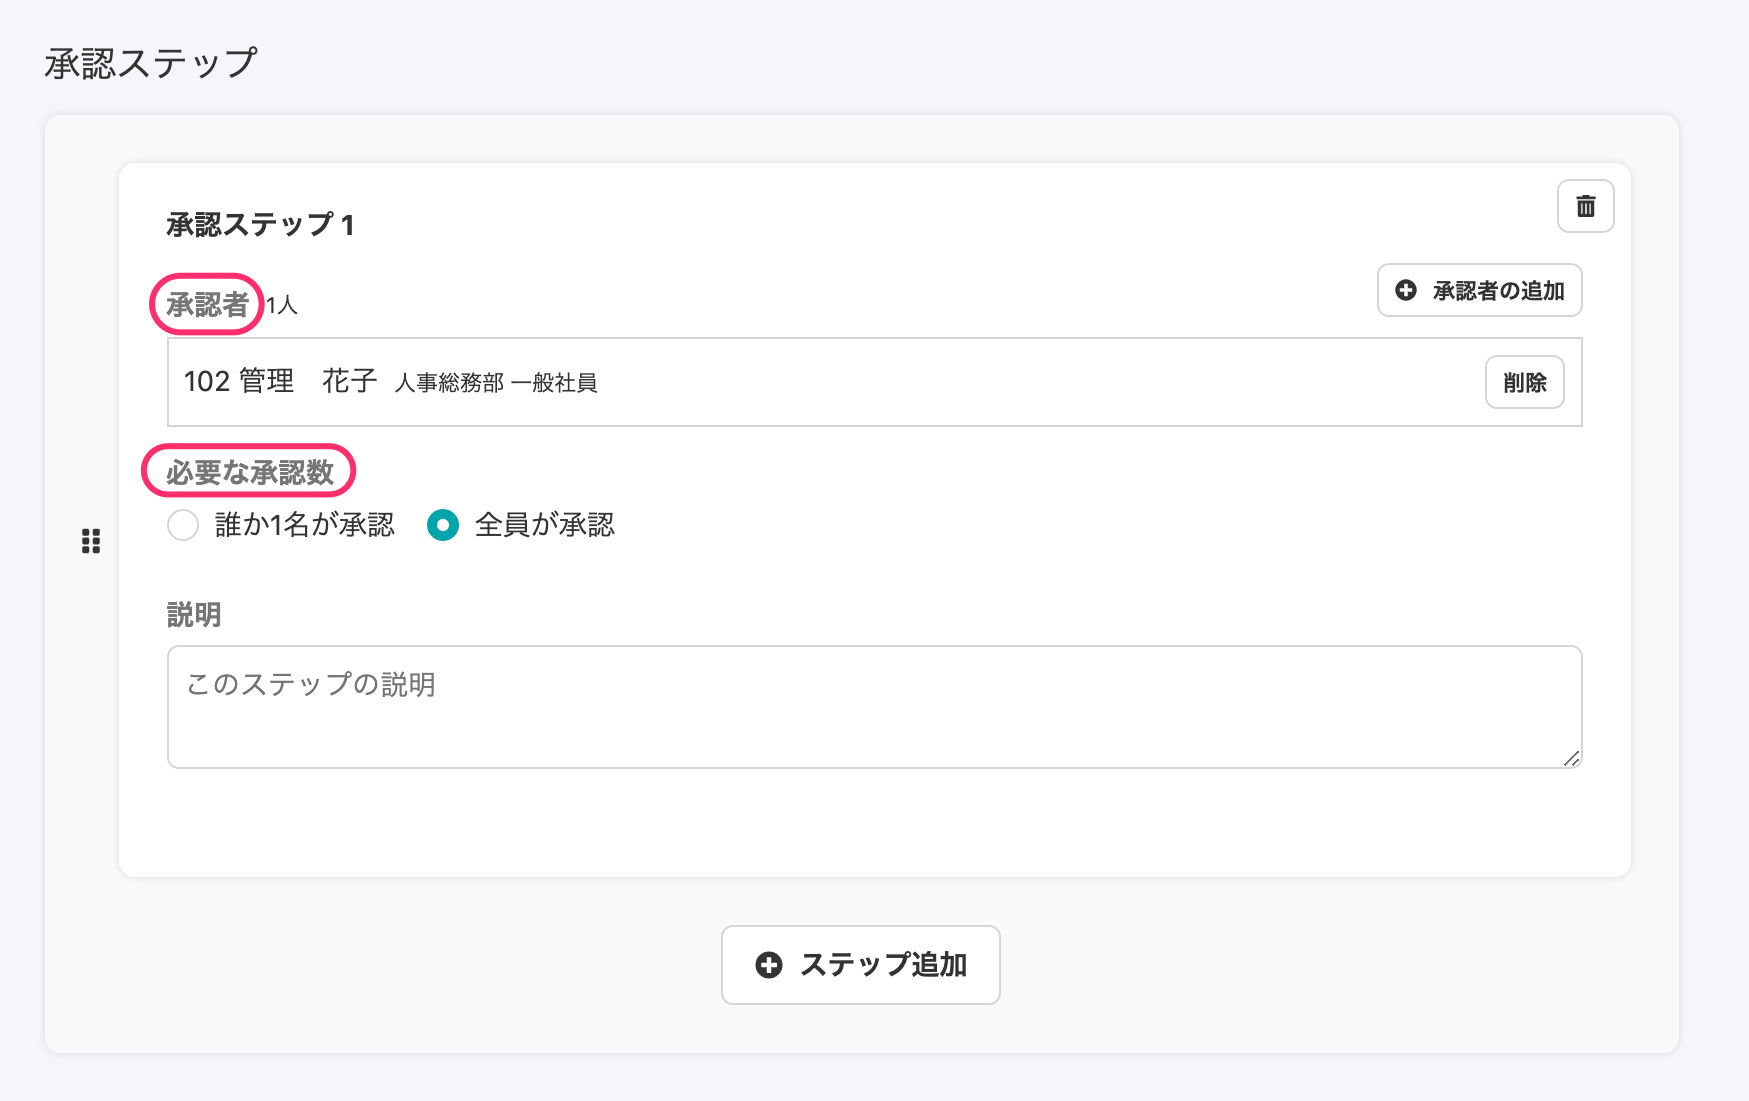 承認ステップ
承認ステップ 1
承認者 1人
承認者の追加
102 管理　花子 人事総務部 一般社員
削除
必要な承認数
誰か1名が承認 全員が承認
説明
このステップの説明
ステップ追加